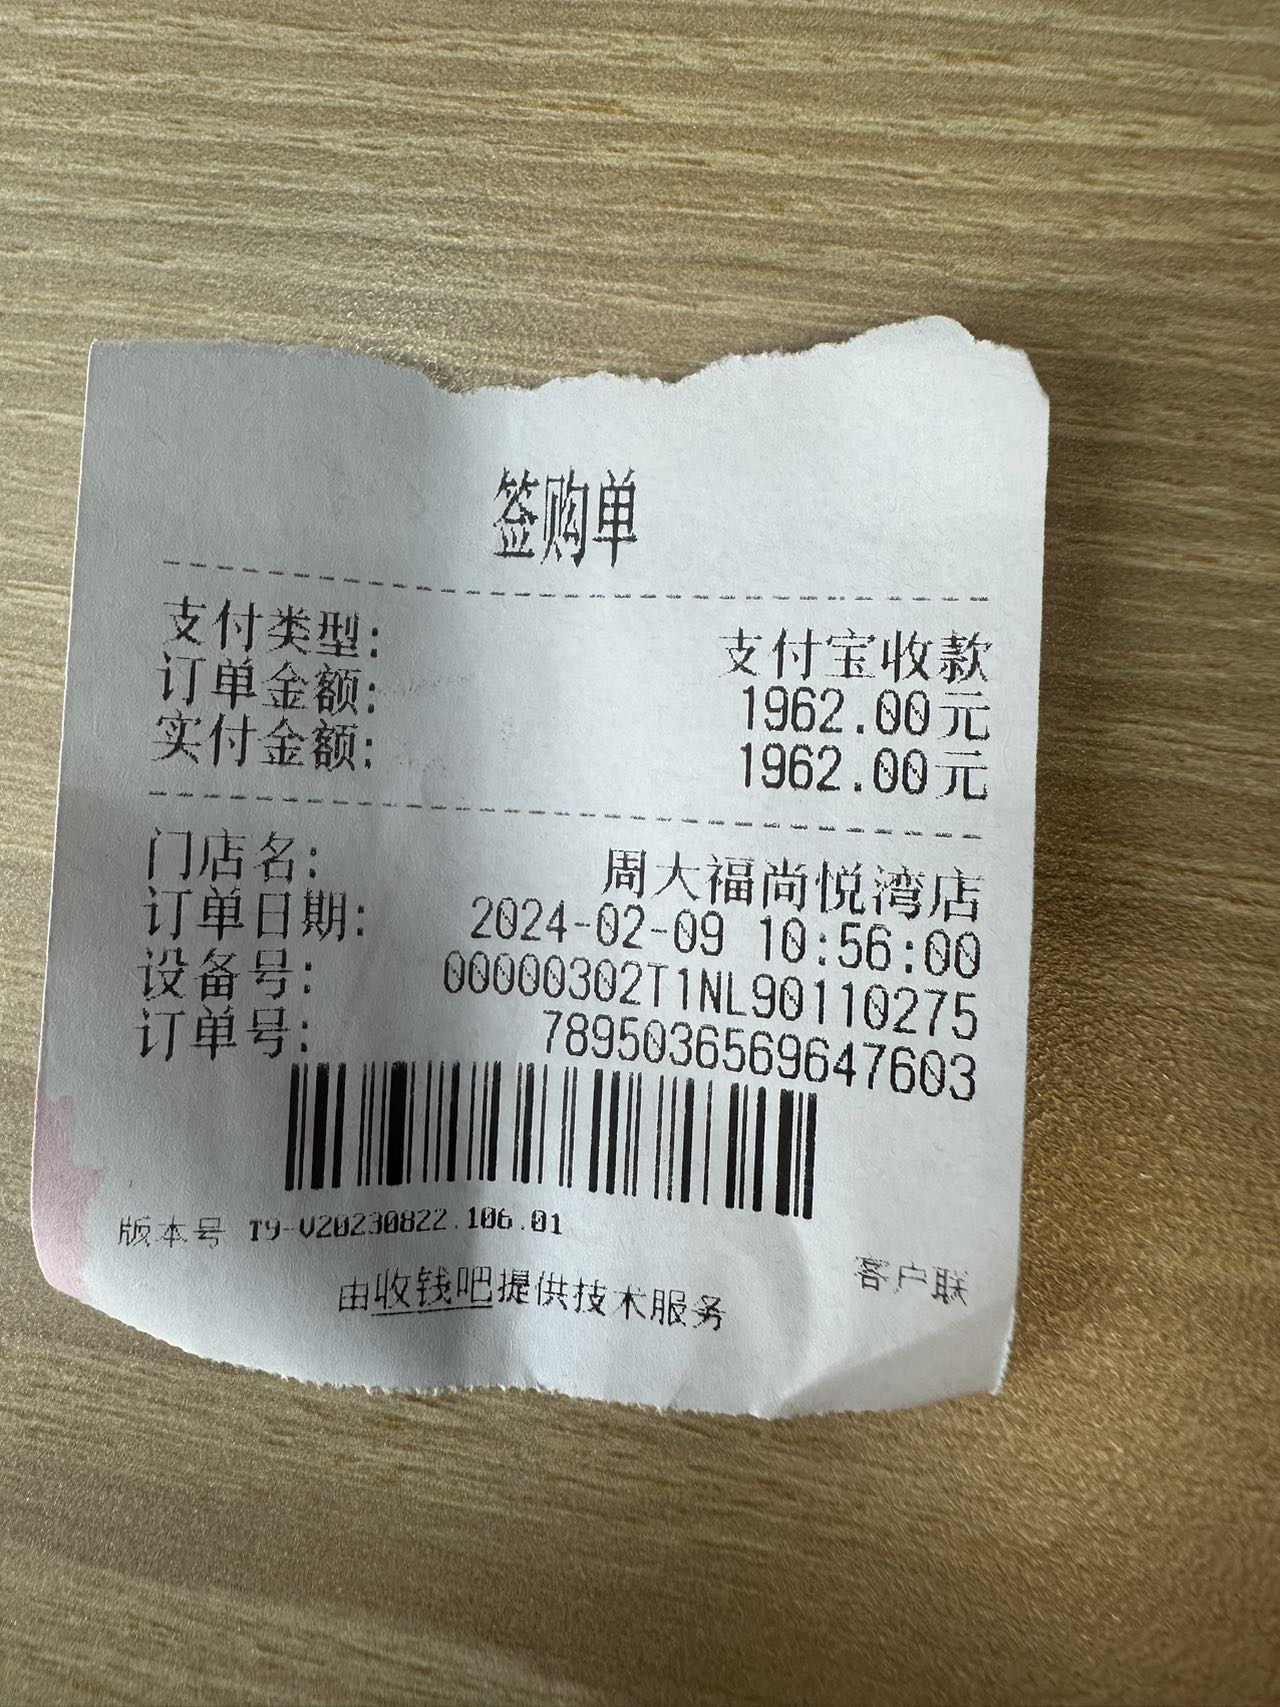 签购单
支付类型: 支付宝收款
订单金额: 1962.00元
实付金额: 1962.00元
门店名: 周大福尚悦湾店
订单日期: 2024-02-09 10:56:00
设备号: 00000302T1NL90110275
订单号: 7895036569647603
版本号 T9-V20230822.106.01
客户联
由收钱吧提供技术服务